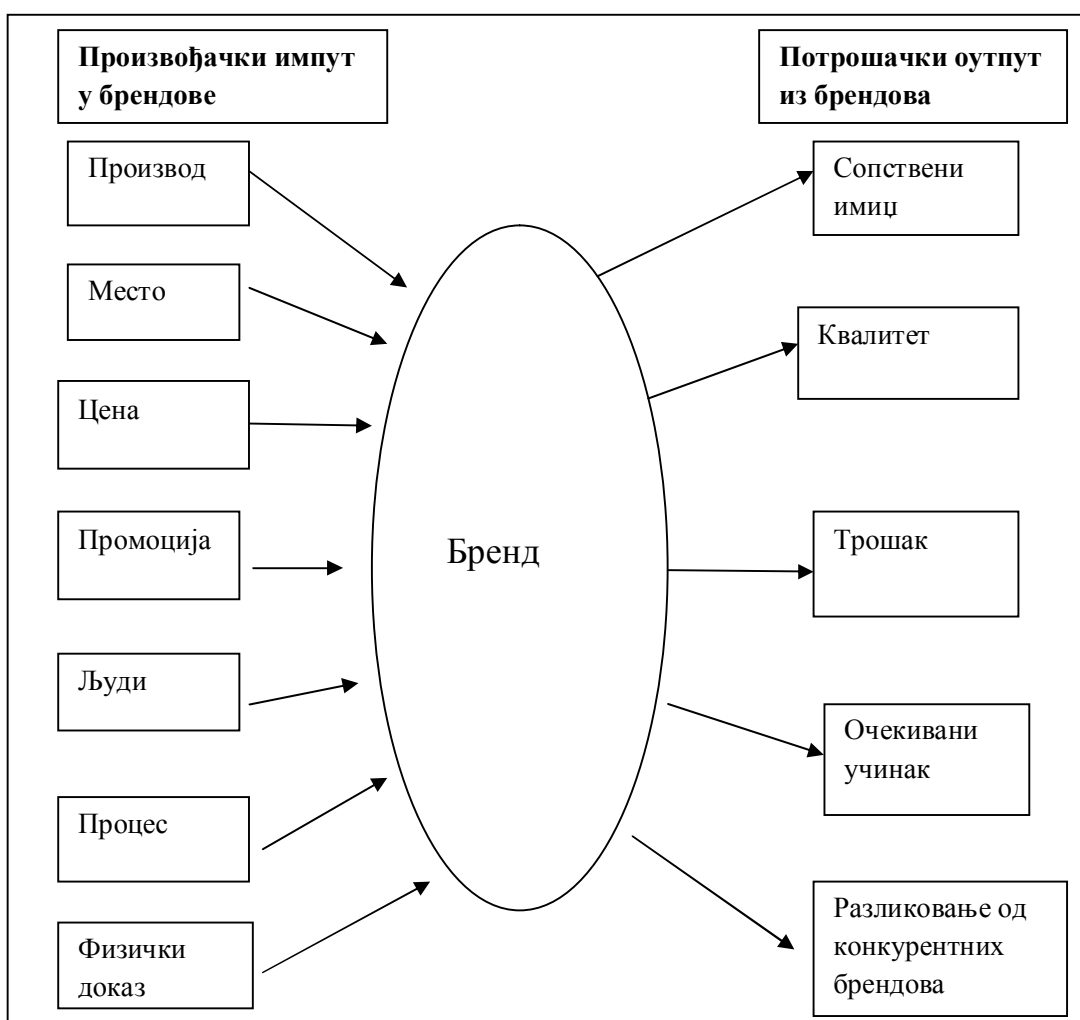 Произвођачки импут
у брендове
Производ
Место
Цена
Промоција
Људи
Процес
Физички
доказ
Бренд
Потрошачки оутпут
из брендова
Сопствени
имиџ
Квалитет
Трошак
Очекивани
учинак
Разликовање од
конкурентних
брендова